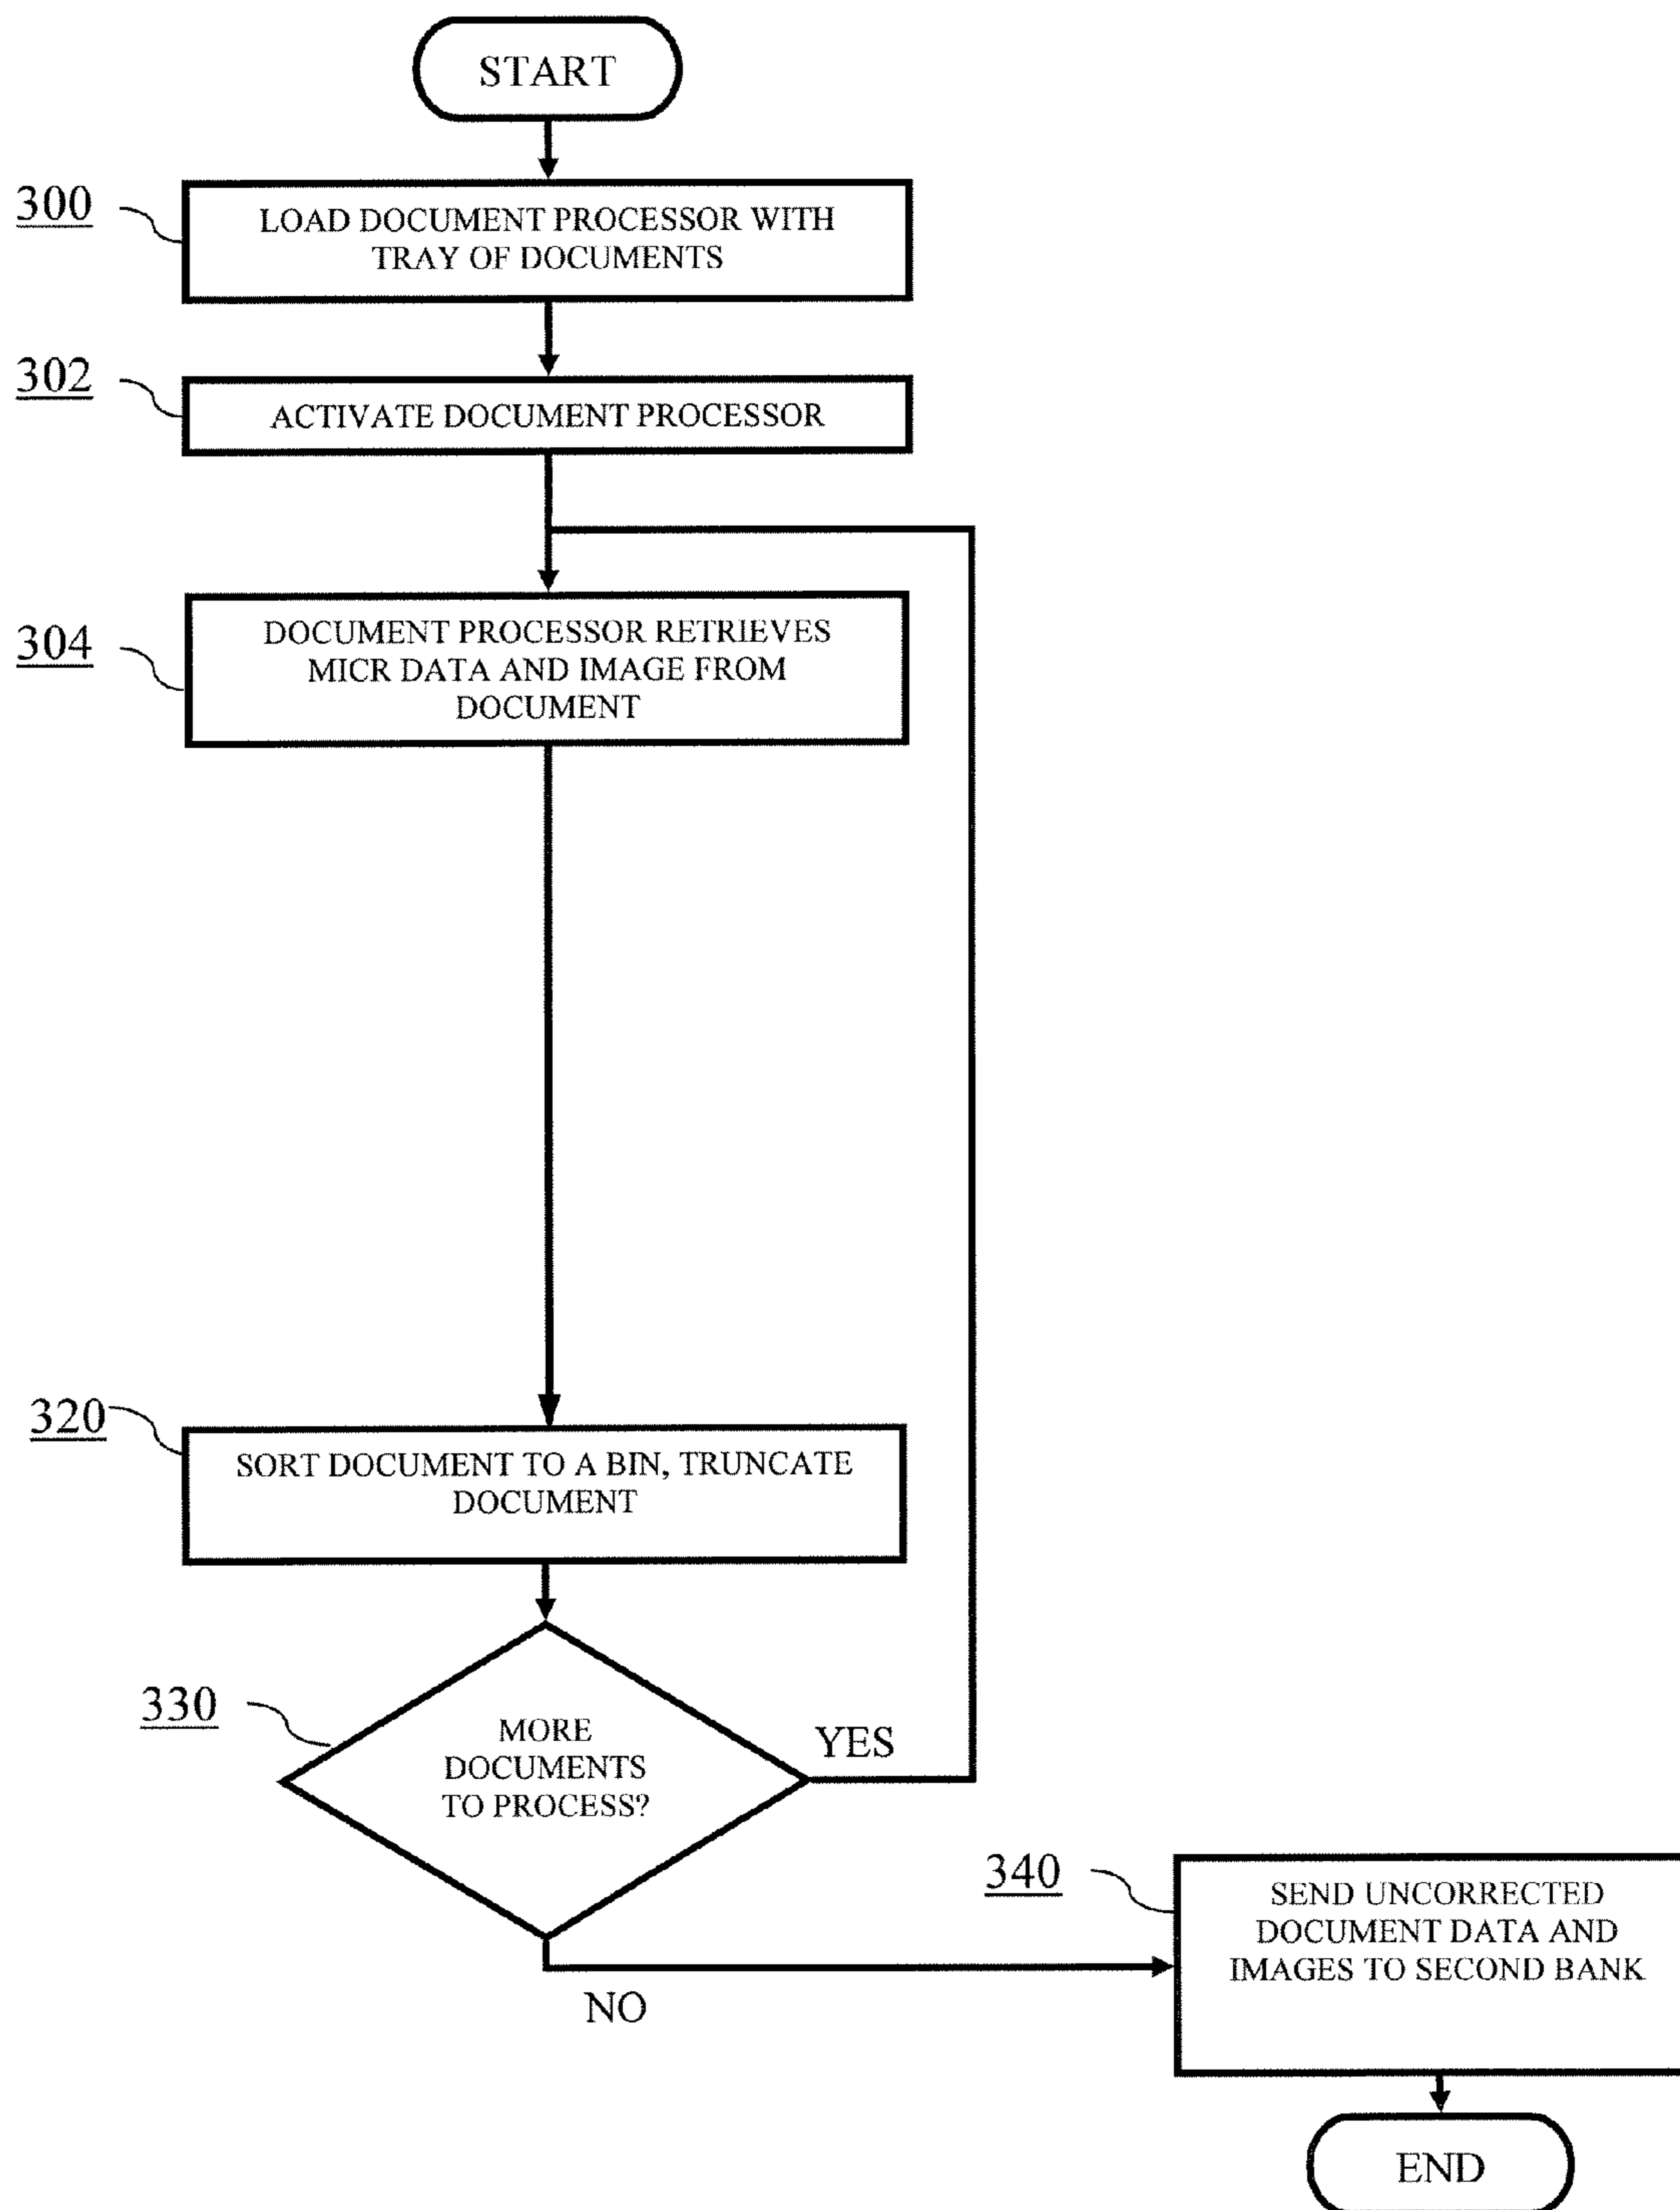 START
300
LOAD DOCUMENT PROCESSOR WITH
TRAY OF DOCUMENTS
302
ACTIVATE DOCUMENT PROCESSOR
304
DOCUMENT PROCESSOR RETRIEVES
MICR DATA AND IMAGE FROM
DOCUMENT
320
SORT DOCUMENT TO A BIN, TRUNCATE
DOCUMENT
330
MORE
DOCUMENTS
TO PROCESS?
YES
NO
340
SEND UNCORRECTED
DOCUMENT DATA AND
IMAGES TO SECOND BANK
END